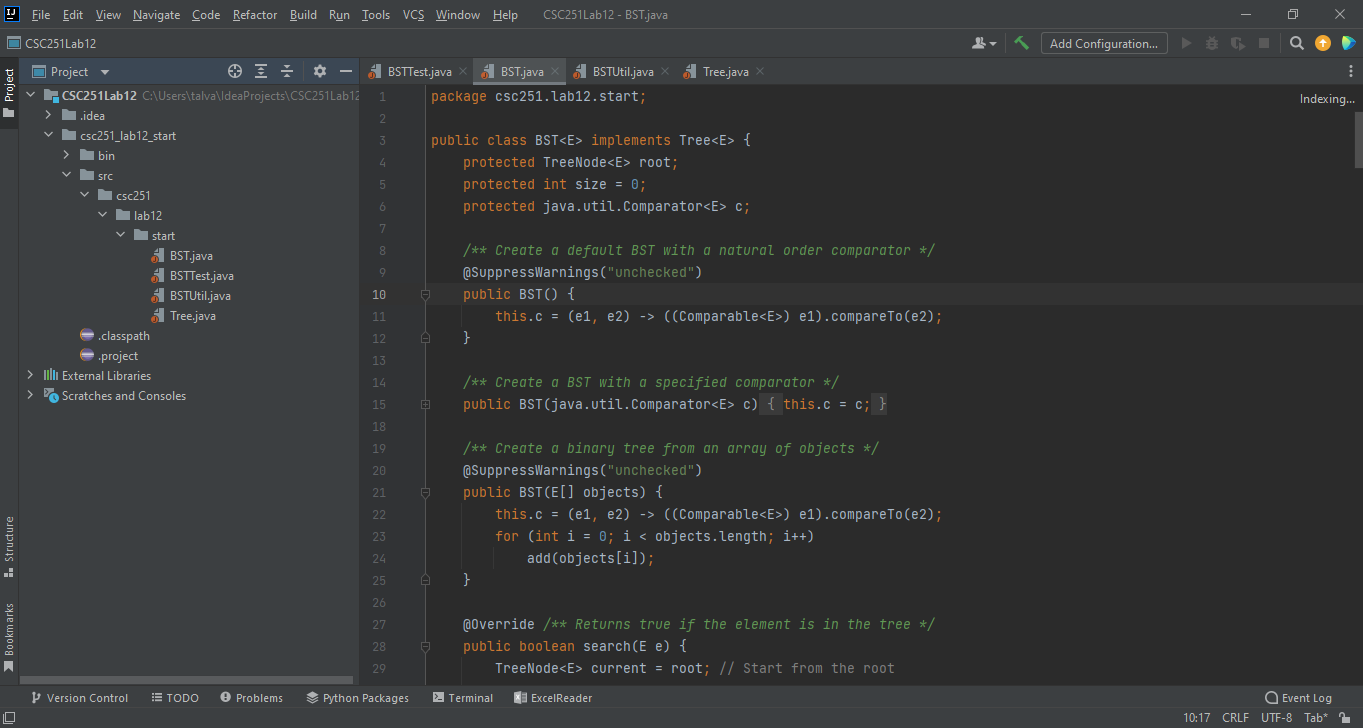 File Edit View Navigate Code Refactor Build Run Tools VCS Window Help CSC251Lab12 - BST.java
CSC251Lab12 Add Configuration...
Project
BSTTest.java BST.java BSTUtil.java Tree.java
Project
CSC251Lab12 C:\Users\talva\IdeaProjects\CSC251Lab12
.idea
csc251_lab12_start
bin
src
csc251
lab12
start
BST.java
BSTTest.java
BSTUtil.java
Tree.java
.classpath
.project
External Libraries
Scratches and Consoles
Structure
Bookmarks
Indexing...
1 package csc251.lab12.start;
2
3 public class BST<E> implements Tree<E> {
4 protected TreeNode<E> root;
5 protected int size = 0;
6 protected java.util.Comparator<E> c;
7
8 /** Create a default BST with a natural order comparator */
9 @SuppressWarnings("unchecked")
10 public BST() {
11 this.c = (e1, e2) -> ((Comparable<E>) e1).compareTo(e2);
12 }
13
14 /** Create a BST with a specified comparator */
15 public BST(java.util.Comparator<E> c) { this.c = c; }
18
19 /** Create a binary tree from an array of objects */
20 @SuppressWarnings("unchecked")
21 public BST(E[] objects) {
22 this.c = (e1, e2) -> ((Comparable<E>) e1).compareTo(e2);
23 for (int i = 0; i < objects.length; i++)
24 add(objects[i]);
25 }
26
27 @Override /** Returns true if the element is in the tree */
28 public boolean search(E e) {
29 TreeNode<E> current = root; // Start from the root
Version Control TODO Problems Python Packages Terminal ExcelReader Event Log
10:17 CRLF UTF-8 Tab*